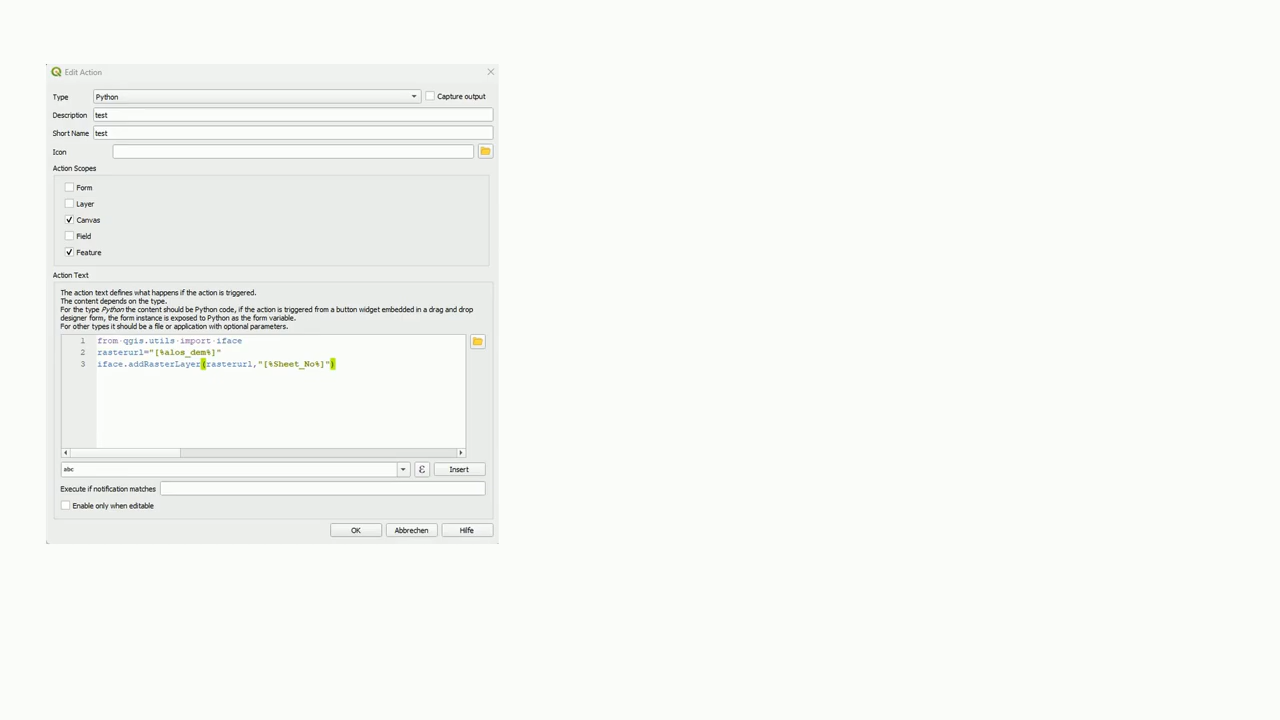 Edit Action
Type Python Capture output
Description test
Short Name test
Icon
Action Scopes
Form
Layer
Canvas
Field
Feature
Action Text
The action text defines what happens if the action is triggered.
The content depends on the type.
For the type Python the content should be Python code, if the action is triggered from a button widget embedded in a drag and drop
designer form, the form instance is exposed to Python as the form variable.
For other types it should be a file or application with optional parameters.
1 from qgis.utils import iface
2 rasterurl="[%alos_dem%]"
3 iface.addRasterLayer(rasterurl,"[%Sheet_No%]")
abc ε Insert
Execute if notification matches
Enable only when editable
OK Abbrechen Hilfe